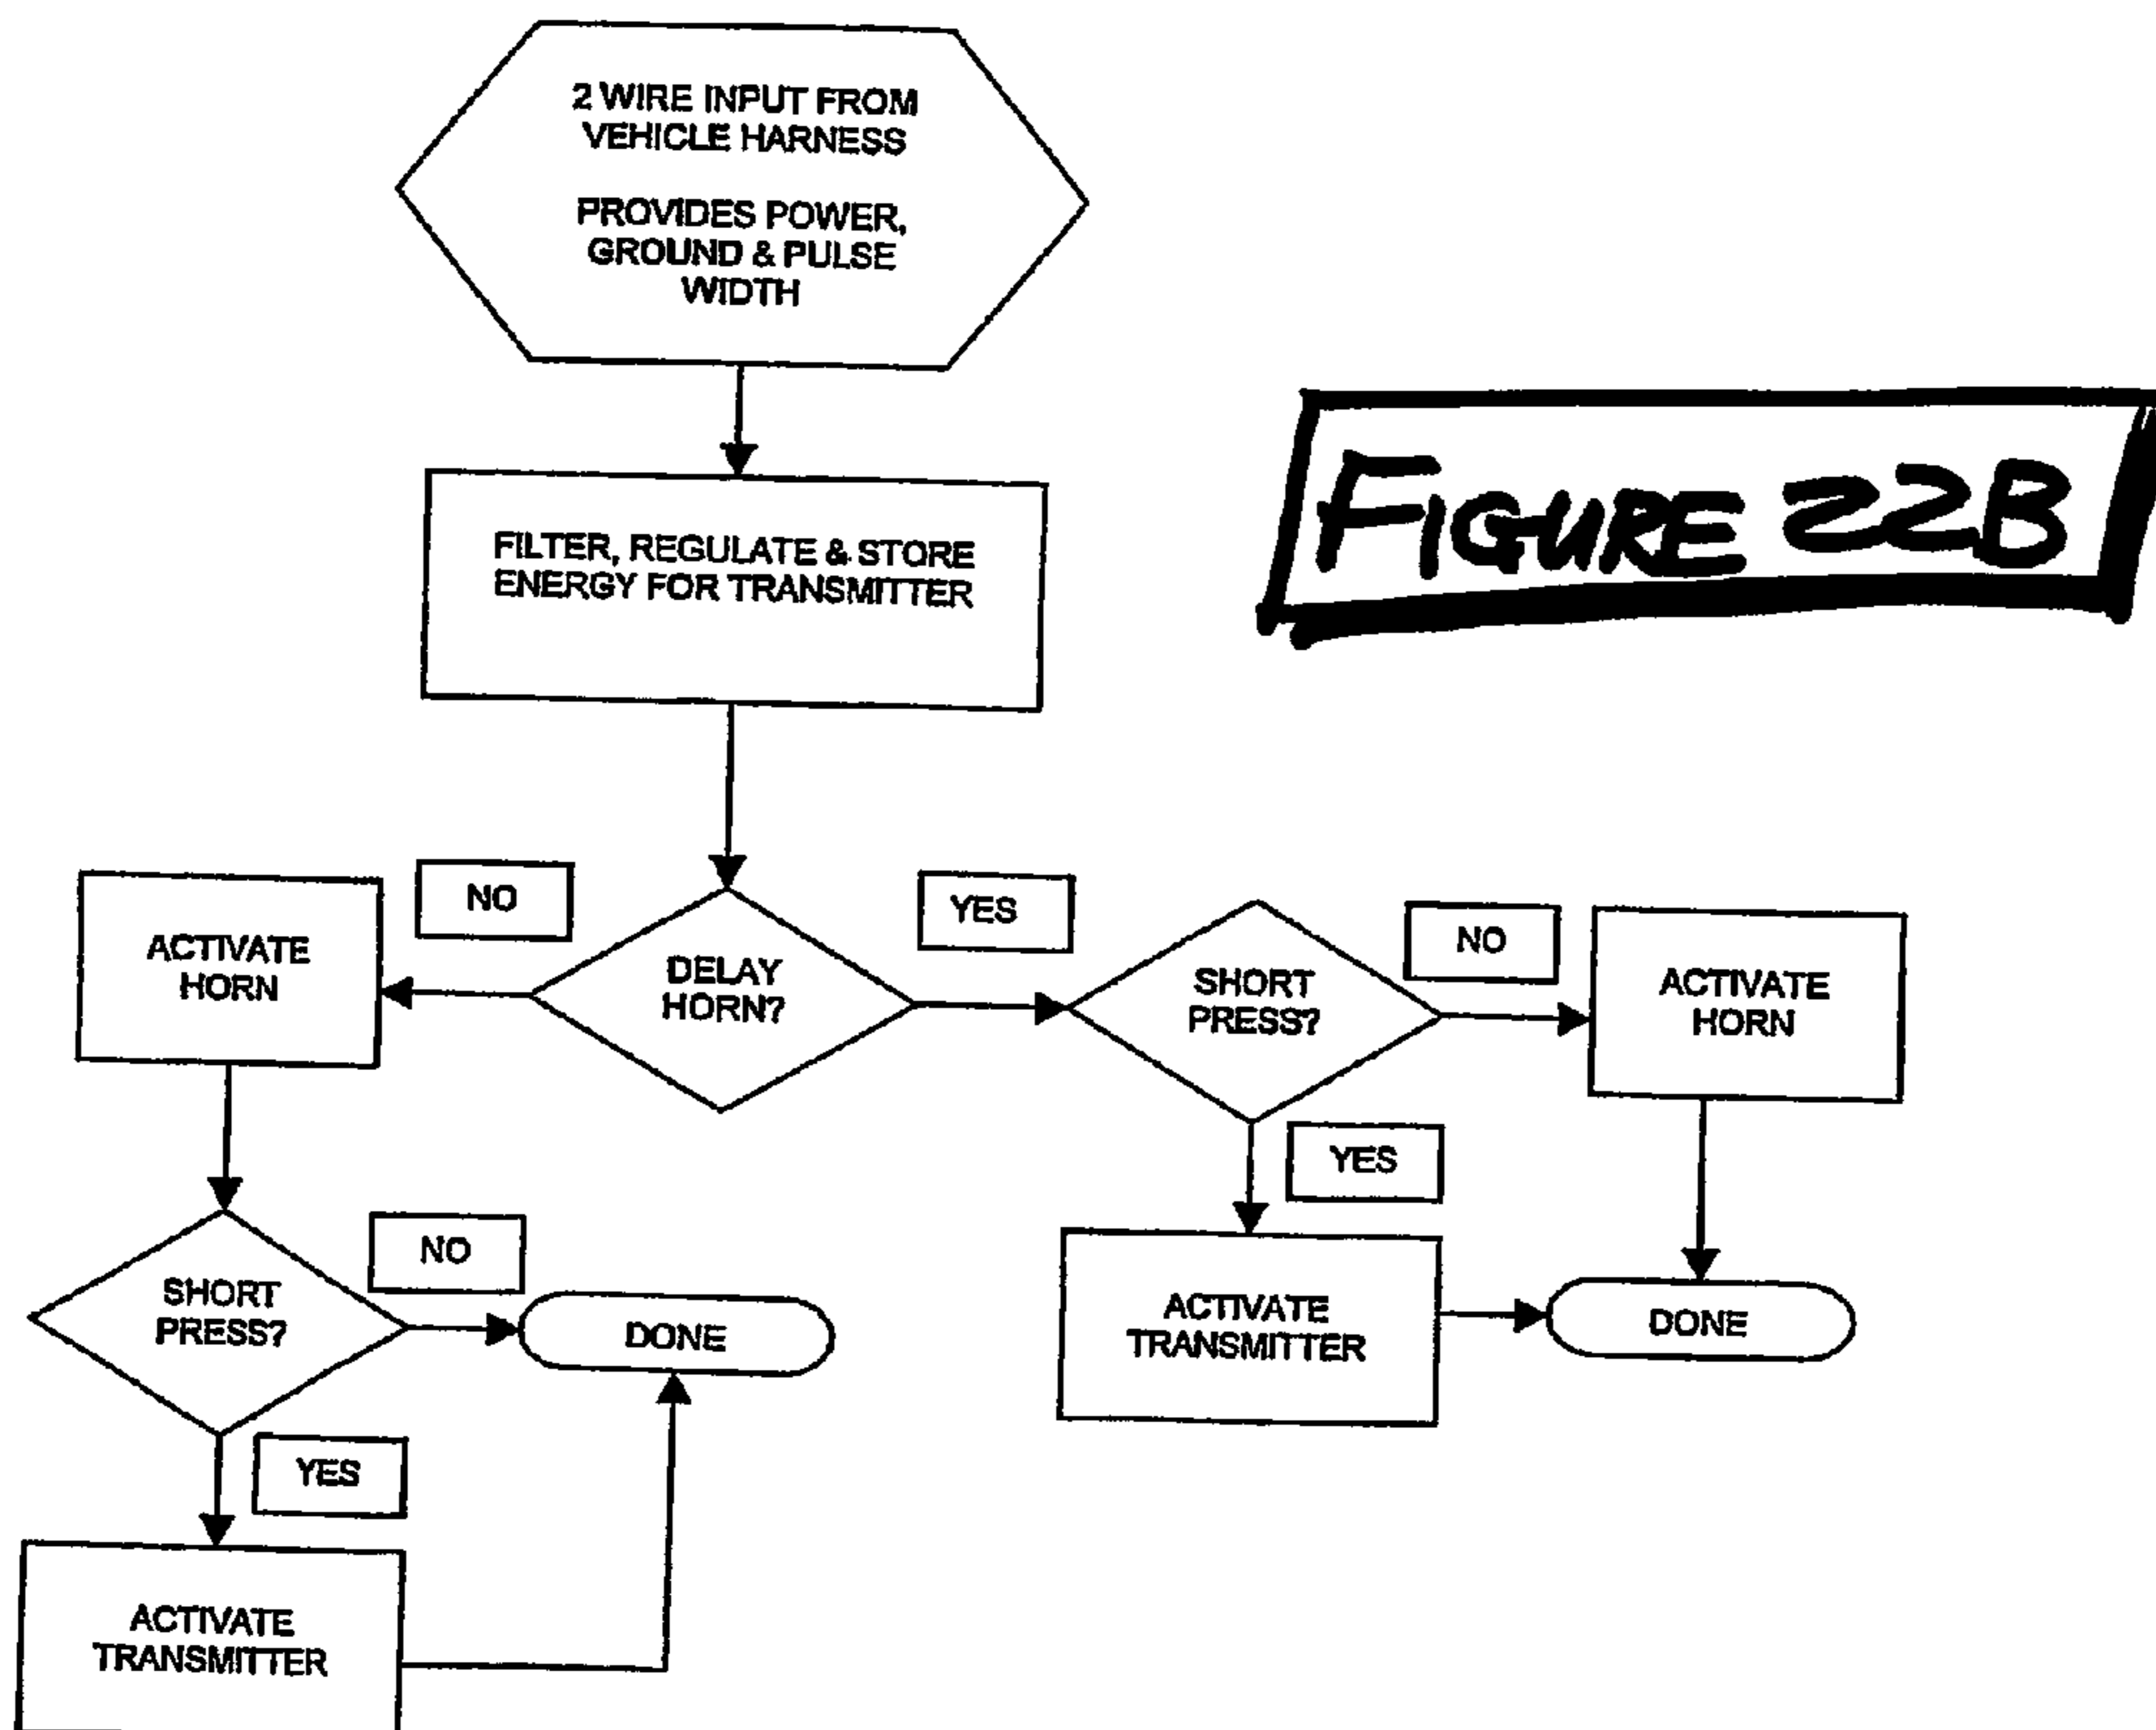 2 WIRE INPUT FROM
VEHICLE HARNESS
PROVIDES POWER,
GROUND & PULSE
WIDTH
FIGURE 22B
FILTER, REGULATE & STORE
ENERGY FOR TRANSMITTER
NO
YES
NO
ACTIVATE
HORN
DELAY
HORN?
SHORT
PRESS?
ACTIVATE
HORN
YES
NO
SHORT
PRESS?
DONE
ACTIVATE
TRANSMITTER
DONE
YES
ACTIVATE
TRANSMITTER